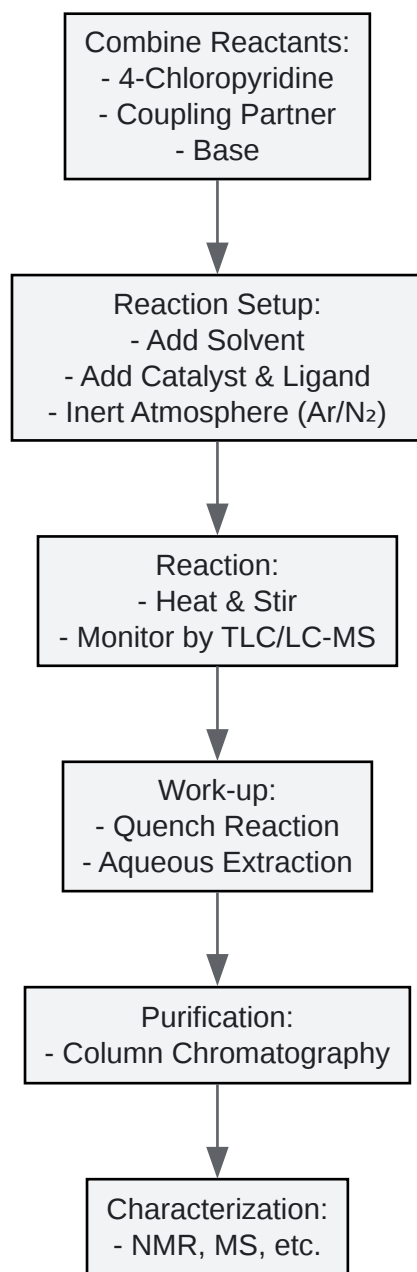 Combine Reactants:
- 4-Chloropyridine
- Coupling Partner
- Base
Reaction Setup:
- Add Solvent
- Add Catalyst & Ligand
- Inert Atmosphere (Ar/N₂)
Reaction:
- Heat & Stir
- Monitor by TLC/LC-MS
Work-up:
- Quench Reaction
- Aqueous Extraction
Purification:
- Column Chromatography
Characterization:
- NMR, MS, etc.